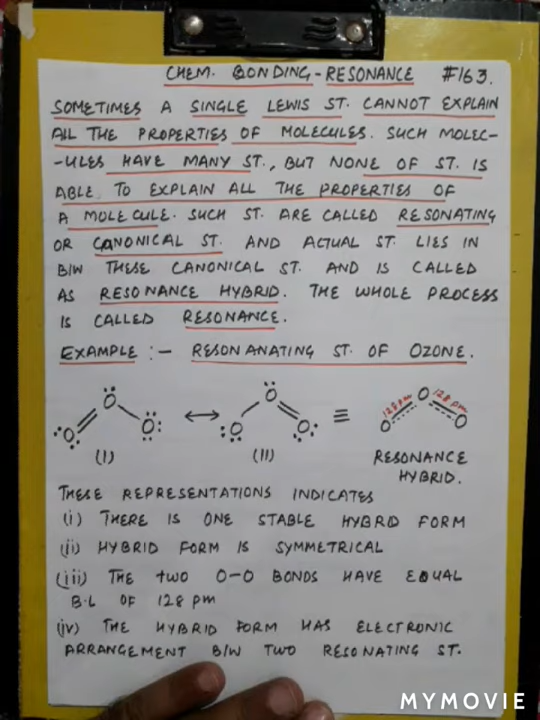 CHEM. BONDING-RESONANCE #163.
SOMETIMES A SINGLE LEWIS ST. CANNOT EXPLAIN
ALL THE PROPERTIES OF MOLECULES. SUCH MOLEC-
-ULES HAVE MANY ST., BUT NONE OF ST. IS
ABLE TO EXPLAIN ALL THE PROPERTIES OF
A MOLECULE. SUCH ST. ARE CALLED RESONATING
OR CANONICAL ST. AND ACTUAL ST. LIES IN
B/W THESE CANONICAL ST. AND IS CALLED
AS RESONANCE HYBRID. THE WHOLE PROCESS
IS CALLED RESONANCE.
EXAMPLE :- RESONANATING ST. OF OZONE.
O O O ↔ O O O ≡ O 128 pm O 128 pm O
(I) (II) RESONANCE
HYBRID.
THESE REPRESENTATIONS INDICATES
(i) THERE IS ONE STABLE HYBRID FORM
(ii) HYBRID FORM IS SYMMETRICAL
(iii) THE two O-O BONDS HAVE EQUAL
B.L OF 128 pm
(iv) THE HYBRID FORM HAS ELECTRONIC
ARRANGEMENT B/W TWO RESONATING ST.
MYMOVIE